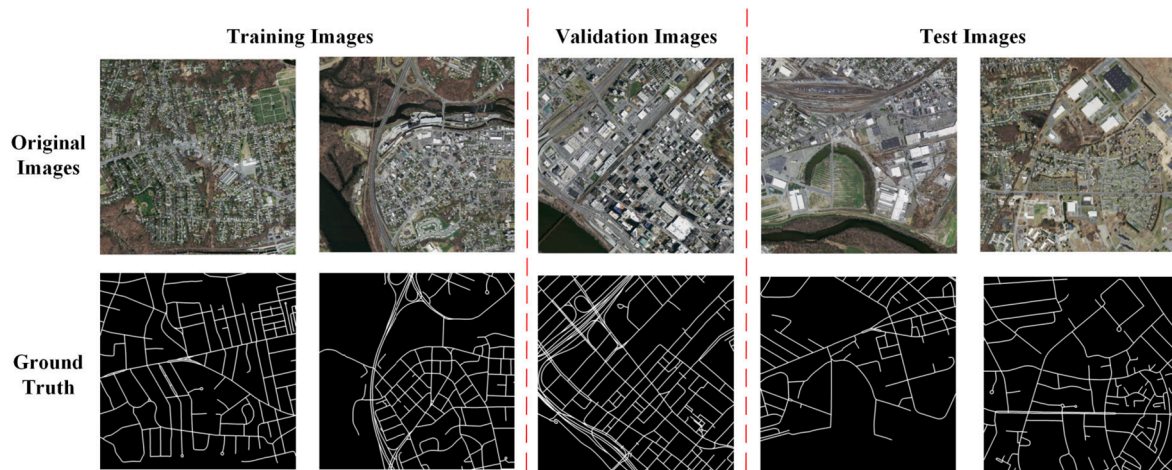 Training Images
Validation Images
Test Images
Original
Images
Ground
Truth